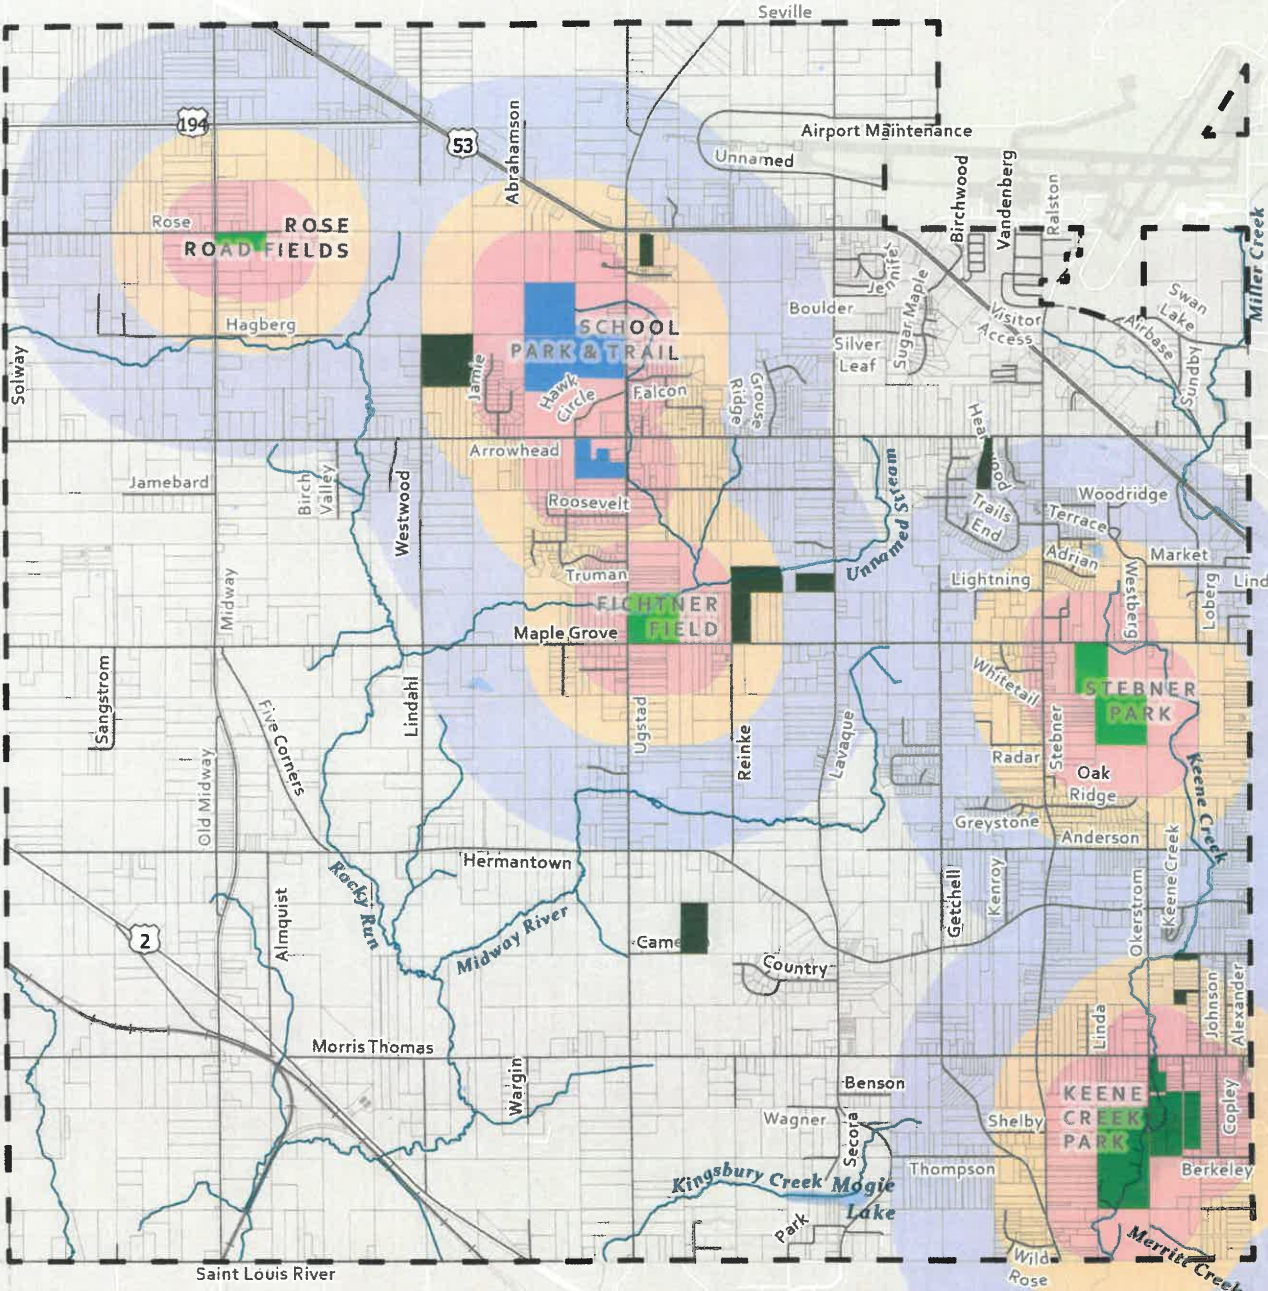 Seville
194
53
Abrahamson
Airport Maintenance
Unnamed
Birchwood
Vandenberg
Ralston
Miller Creek
Rose
ROSE
ROAD FIELDS
Jennifer
Sugar Maple
Boulder
Visitor
Access
Swan
Lake
Airbase
Sundby
Hagberg
SCHOOL
PARK & TRAIL
Silver
Leaf
Solway
Jamie
Hawk
Circle
Falcon
Grouse
Ridge
Arrowhead
Jamebard
Birch
Valley
Westwood
Roosevelt
Unnamed Stream
Trails
End
Woodridge
Terrace
Adrian
Market
Midway
Truman
Lightning
Westberg
Loberg
Lind
FICHTNER
FIELD
Maple Grove
Sangstrom
Five Corners
Lindahl
Ugstad
Reinke
Lavaque
Whitetail
STEBNER
PARK
Stebner
Radar
Oak
Ridge
Keene Creek
Old Midway
Greystone
Anderson
Hermantown
Rocky Run
Almquist
Getchell
Kenroy
Okerstrom
Keene Creek
2
Midway River
Country
Johnson
Alexander
Linda
Morris Thomas
Wargin
Benson
Wagner
Secora
Shelby
KEENE
CREEK
PARK
Copley
Thompson
Berkeley
Kingsbury Creek
Mogie
Lake
Park
Merritt Creek
Wild
Rose
Saint Louis River